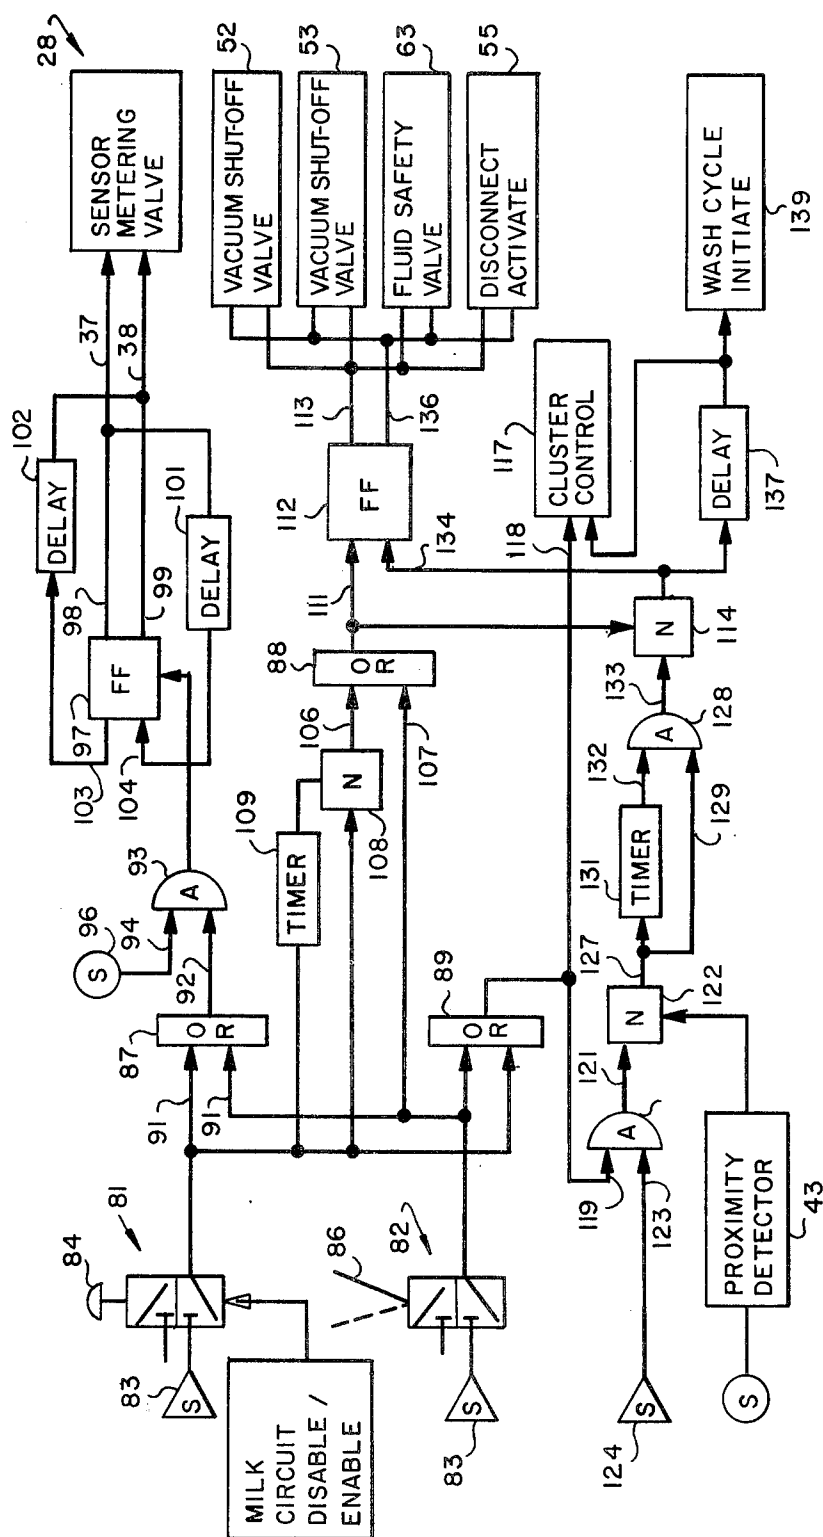 28
SENSOR
METERING
VALVE
37
38
102
DELAY
98
99
101
DELAY
97
FF
103
104
93
A
94
96
S
92
87
OR
91
91
81
84
83
S
MILK
CIRCUIT
DISABLE /
ENABLE
52
VACUUM SHUT-OFF
VALVE
53
VACUUM SHUT-OFF
VALVE
63
FLUID SAFETY
VALVE
55
DISCONNECT
ACTIVATE
113
136
112
FF
111
134
88
OR
106
107
109
TIMER
N
108
89
OR
82
86
83
S
117
CLUSTER
CONTROL
118
139
WASH CYCLE
INITIATE
DELAY
137
N
114
133
A
128
132
129
131
TIMER
127
N
122
121
A
119
123
S
124
PROXIMITY
DETECTOR
43
S